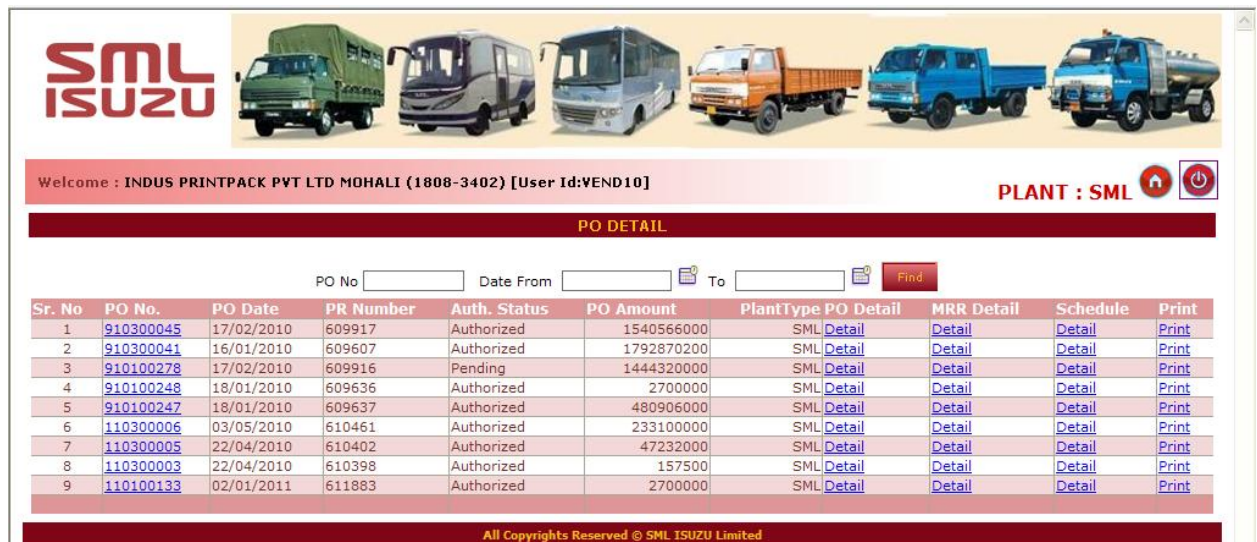 SML
ISUZU
Welcome : INDUS PRINTPACK PVT LTD MOHALI (1808-3402) [User Id:VEND10]
PLANT : SML
PO DETAIL
PO No Date From To Find
Sr. No PO No. PO Date PR Number Auth. Status PO Amount PlantType PO Detail MRR Detail Schedule Print
1 910300045 17/02/2010 609917 Authorized 1540566000 SML Detail Detail Detail Print
2 910300041 16/01/2010 609607 Authorized 1792870200 SML Detail Detail Detail Print
3 910100278 17/02/2010 609916 Pending 1444320000 SML Detail Detail Detail Print
4 910100248 18/01/2010 609636 Authorized 2700000 SML Detail Detail Detail Print
5 910100247 18/01/2010 609637 Authorized 480906000 SML Detail Detail Detail Print
6 110300006 03/05/2010 610461 Authorized 233100000 SML Detail Detail Detail Print
7 110300005 22/04/2010 610402 Authorized 47232000 SML Detail Detail Detail Print
8 110300003 22/04/2010 610398 Authorized 157500 SML Detail Detail Detail Print
9 110100133 02/01/2011 611883 Authorized 2700000 SML Detail Detail Detail Print
All Copyrights Reserved © SML ISUZU Limited